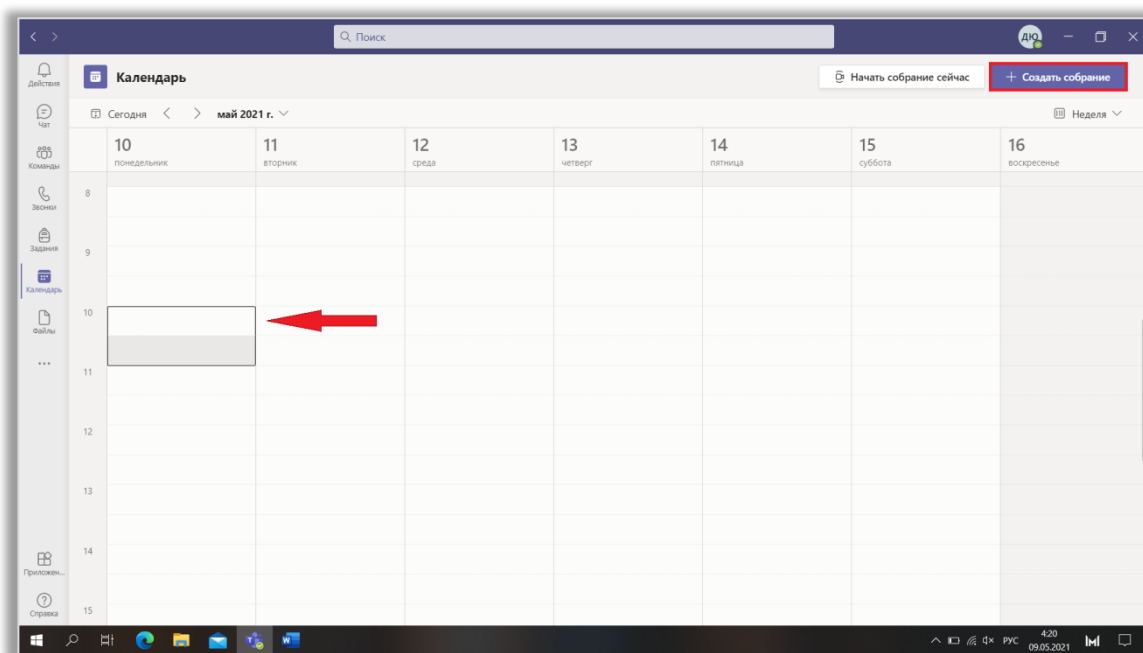 Поиск
ДЮ
Действия
Чат
Команды
Звонки
Задания
Календарь
Файлы
Приложен...
Справка
Календарь
Начать собрание сейчас
+ Создать собрание
Сегодня май 2021 г.
Неделя
10 11 12 13 14 15 16
понедельник вторник среда четверг пятница суббота воскресенье
8
9
10
11
12
13
14
15
РУС
4:20
09.05.2021